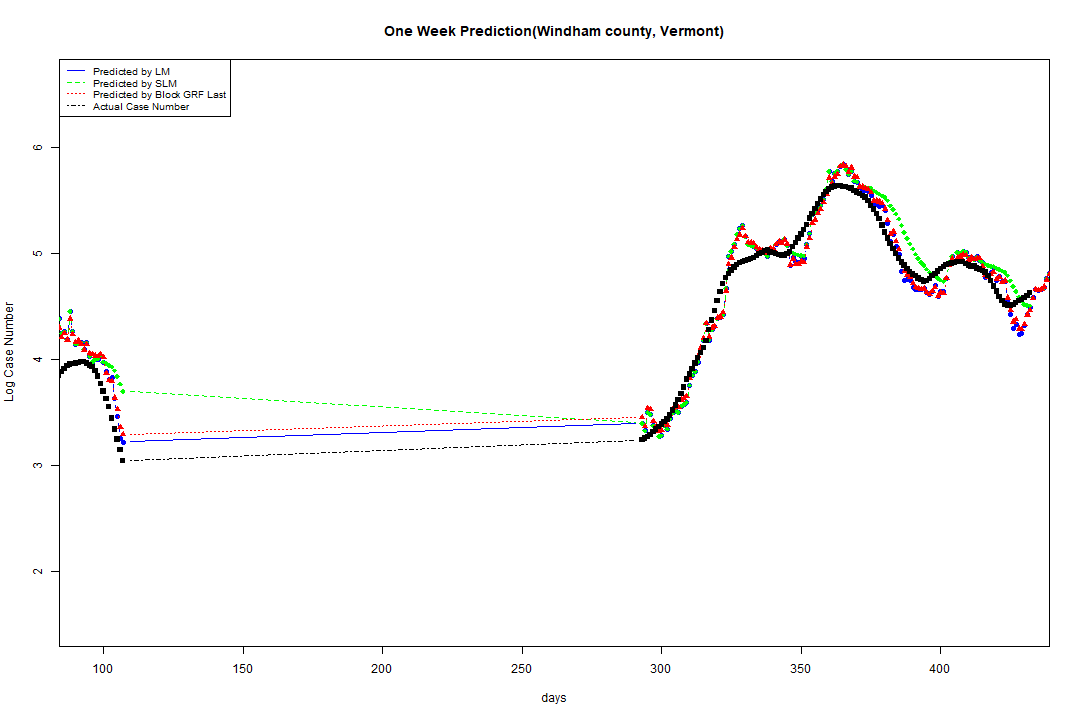 One Week Prediction(Windham county, Vermont)
Predicted by LM
Predicted by SLM
Predicted by Block GRF Last
Actual Case Number
Log Case Number
6
5
4
3
2
100 150 200 250 300 350 400
days